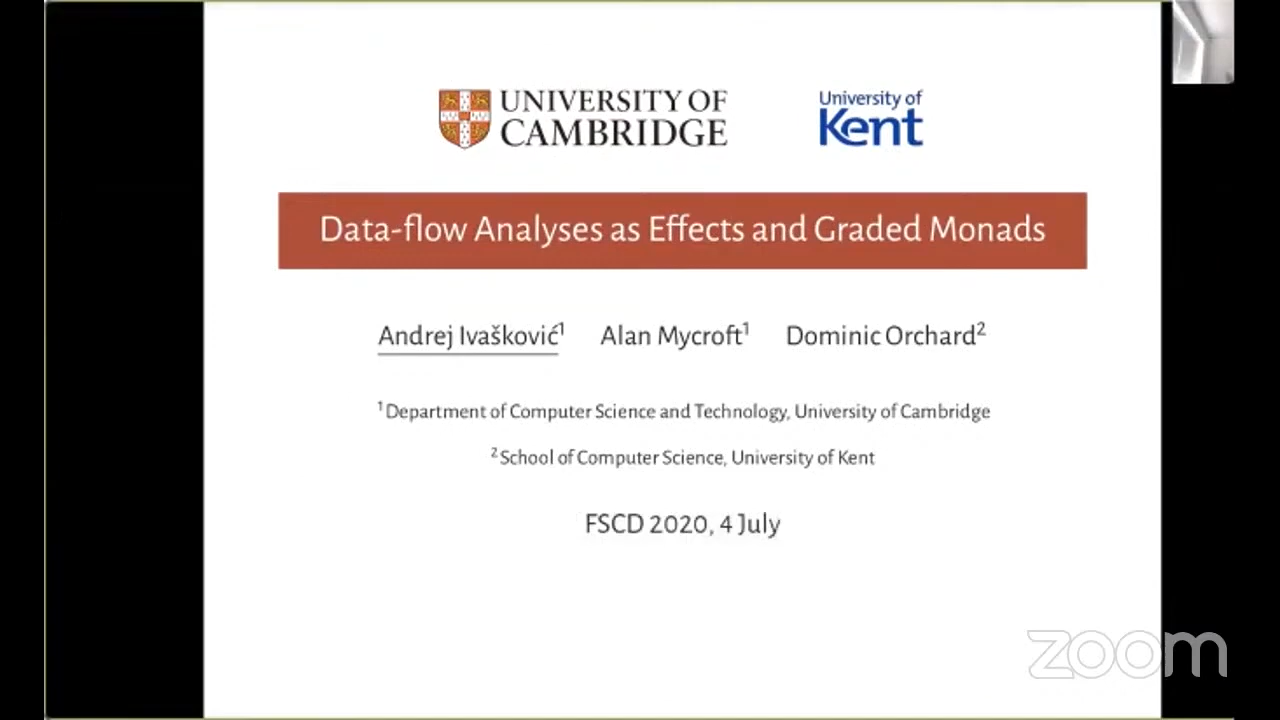 UNIVERSITY OF
CAMBRIDGE
University of
Kent
Data-flow Analyses as Effects and Graded Monads
Andrej Ivašković¹ Alan Mycroft¹ Dominic Orchard²
¹Department of Computer Science and Technology, University of Cambridge
²School of Computer Science, University of Kent
FSCD 2020, 4 July
zoom